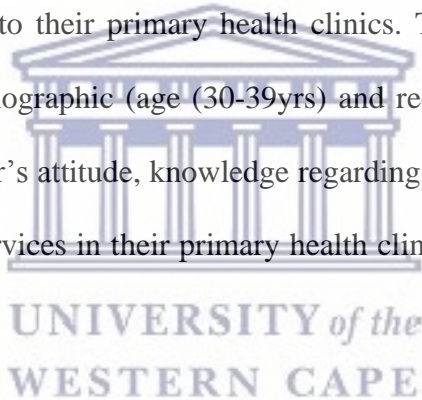 to their primary health clinics.
ographic (age (30-39yrs) and re
r’s attitude, knowledge regarding
rvices in their primary health clin
UNIVERSITY of the
WESTERN CAPE